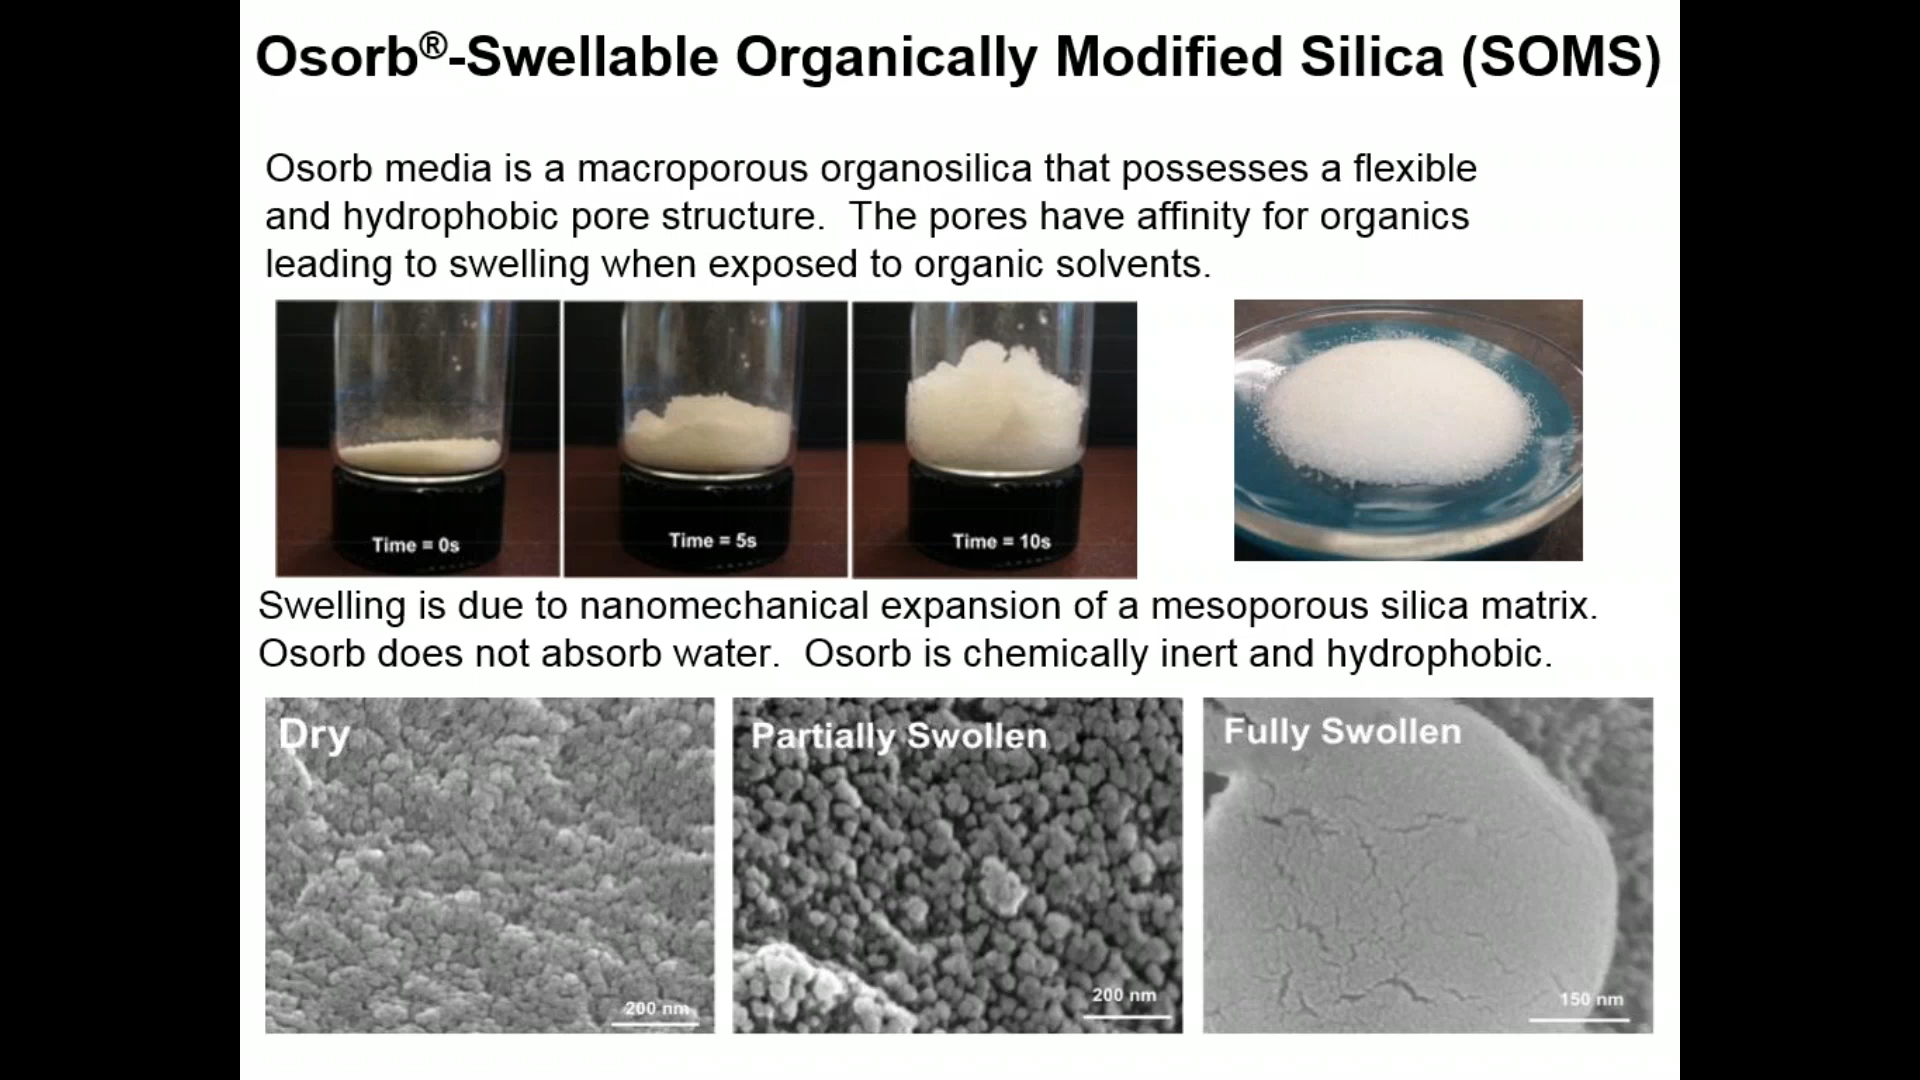 Osorb®-Swellable Organically Modified Silica (SOMS)
Osorb media is a macroporous organosilica that possesses a flexible
and hydrophobic pore structure.  The pores have affinity for organics
leading to swelling when exposed to organic solvents.
Time = 0s
Time = 5s
Time = 10s
Swelling is due to nanomechanical expansion of a mesoporous silica matrix.
Osorb does not absorb water.  Osorb is chemically inert and hydrophobic.
Dry
Partially Swollen
Fully Swollen
200 nm
200 nm
150 nm